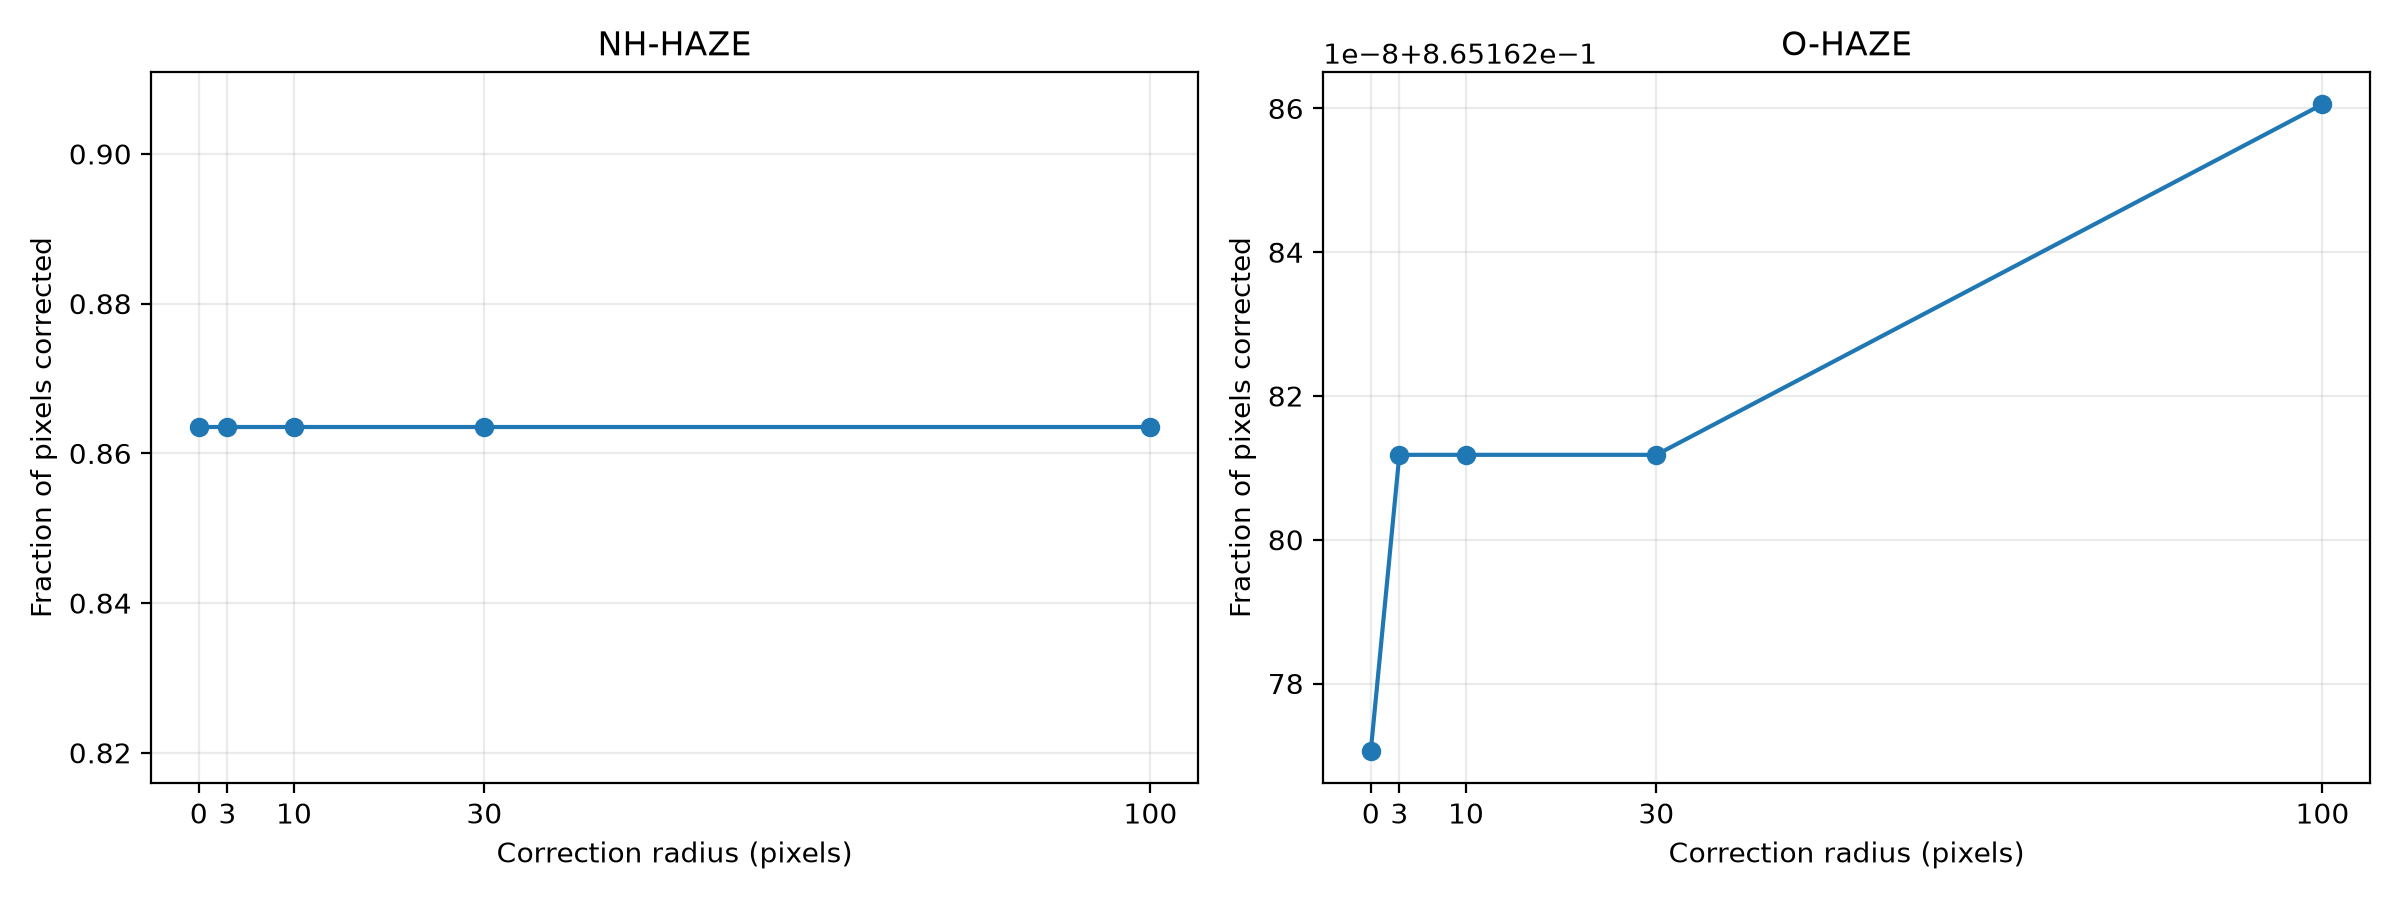 NH-HAZE
Fraction of pixels corrected
0.90
0.88
0.86
0.84
0.82
0 3 10 30 100
Correction radius (pixels)
O-HAZE
1e−8+8.65162e−1
Fraction of pixels corrected
86
84
82
80
78
0 3 10 30 100
Correction radius (pixels)